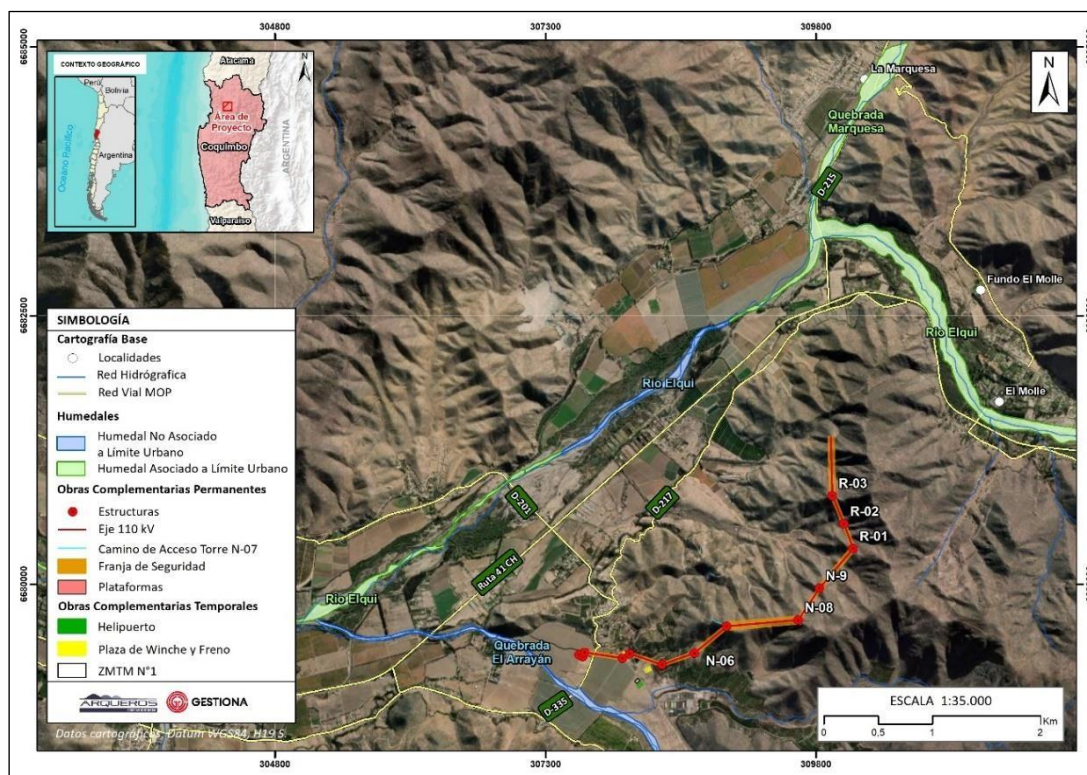 304800
307300
309800
6685000
CONTEXTO GEOGRÁFICO
Perú
Bolivia
Argentina
Oceano Pacifico
N
Atacama
Área de
Proyecto
Coquimbo
ARGENTINA
Valparaíso
N
La Marquesa
Quebrada
Marquesa
D-215
Fundo El Molle
6682500
Río Elqui
El Molle
Río Elqui
D-201
D-217
Ruta 41 CH
Río Elqui
R-03
R-02
R-01
N-9
N-08
N-06
Quebrada
El Arrayán
D-335
6680000
SIMBOLOGÍA
Cartografía Base
Localidades
Red Hidrógrafica
Red Vial MOP
Humedales
Humedal No Asociado
a Límite Urbano
Humedal Asociado a Límite Urbano
Obras Complementarias Permanentes
Estructuras
Eje 110 kV
Camino de Acceso Torre N-07
Franja de Seguridad
Plataformas
Obras Complementarias Temporales
Helipuerto
Plaza de Winche y Freno
ZMTM N°1
ARQUEROS
GESTIONA
Datos cartográficos, Datum WGS84, H19 S.
ESCALA 1:35.000
0 0,5 1 2
Km
304800
307300
309800